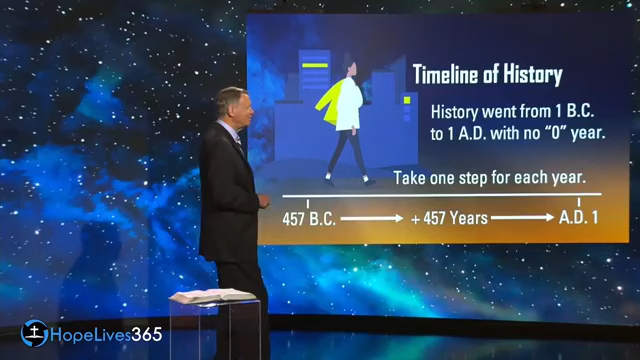 Timeline of History
History went from 1 B.C.
to 1 A.D. with no "0" year.
Take one step for each year.
457 B.C. + 457 Years A.D. 1
HopeLives365